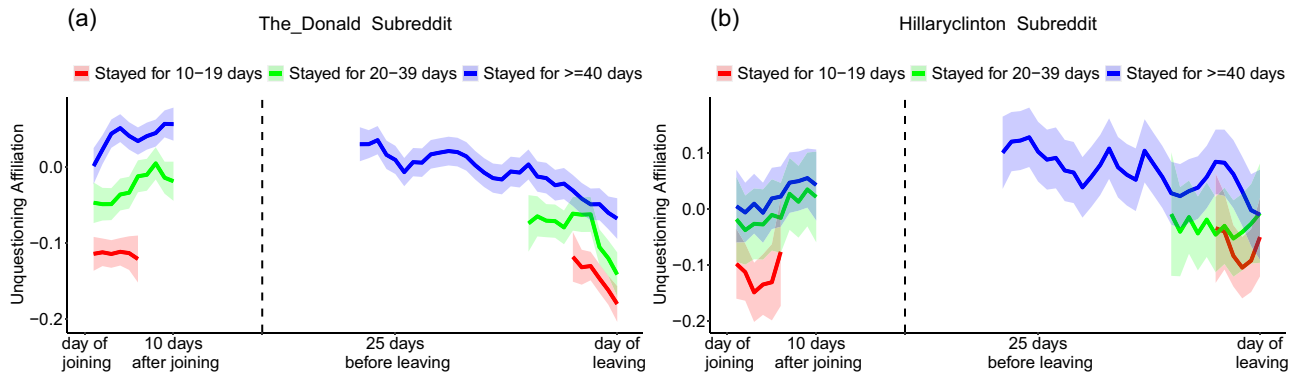 (a)
The_Donald Subreddit
Stayed for 10−19 days Stayed for 20−39 days Stayed for >=40 days
Unquestioning Affiliation
0.0
−0.1
−0.2
day of joining
10 days after joining
25 days before leaving
day of leaving
(b)
Hillaryclinton Subreddit
Stayed for 10−19 days Stayed for 20−39 days Stayed for >=40 days
Unquestioning Affiliation
0.1
0.0
−0.1
−0.2
day of joining
10 days after joining
25 days before leaving
day of leaving